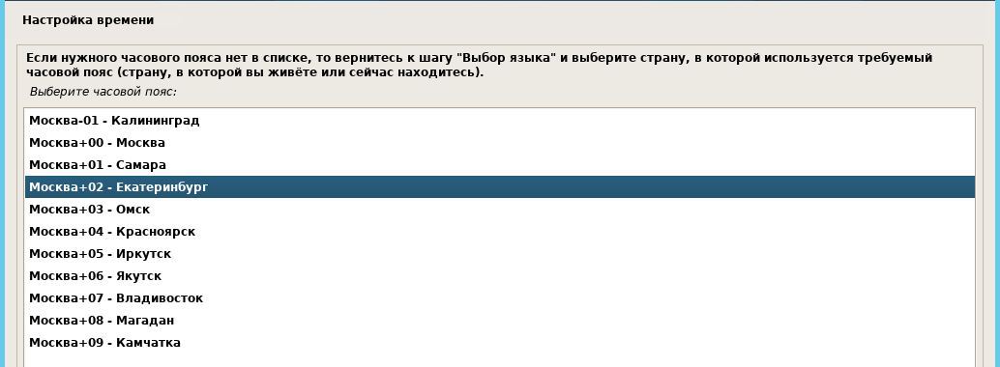 Настройка времени
Если нужного часового пояса нет в списке, то вернитесь к шагу "Выбор языка" и выберите страну, в которой используется требуемый
часовой пояс (страну, в которой вы живёте или сейчас находитесь).
Выберите часовой пояс:
Москва-01 - Калининград
Москва+00 - Москва
Москва+01 - Самара
Москва+02 - Екатеринбург
Москва+03 - Омск
Москва+04 - Красноярск
Москва+05 - Иркутск
Москва+06 - Якутск
Москва+07 - Владивосток
Москва+08 - Магадан
Москва+09 - Камчатка